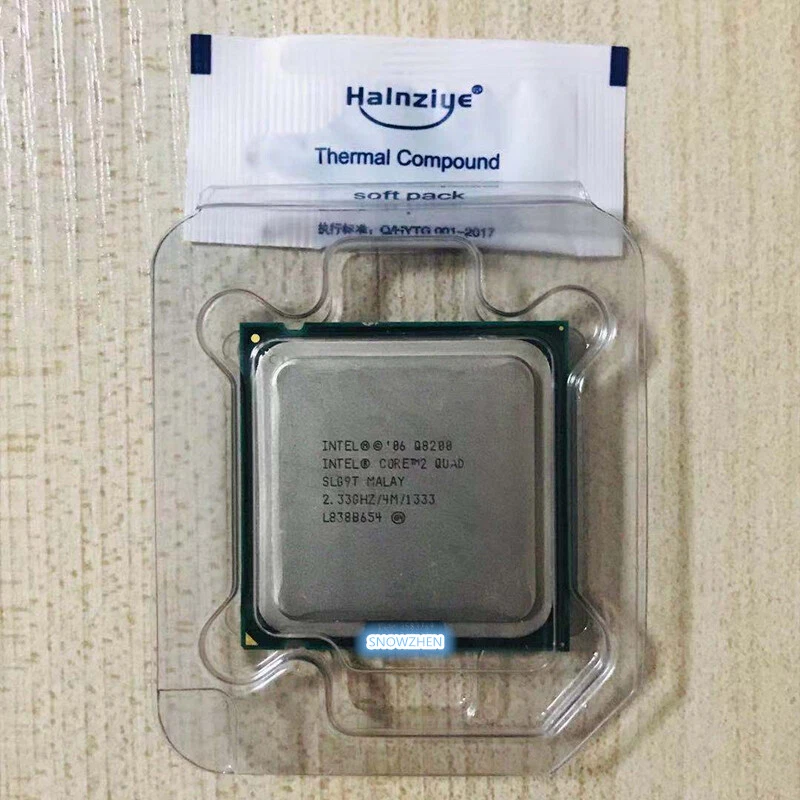 Halnziye®
Thermal Compound
soft pack
执行标准：Q/HYTG 001-2017
INTEL®©'06 Q8200
INTEL® CORE™2 QUAD
SLG9T MALAY
2.33GHZ/4M/1333
L838B654 ⓔ4
SNOWZHEN